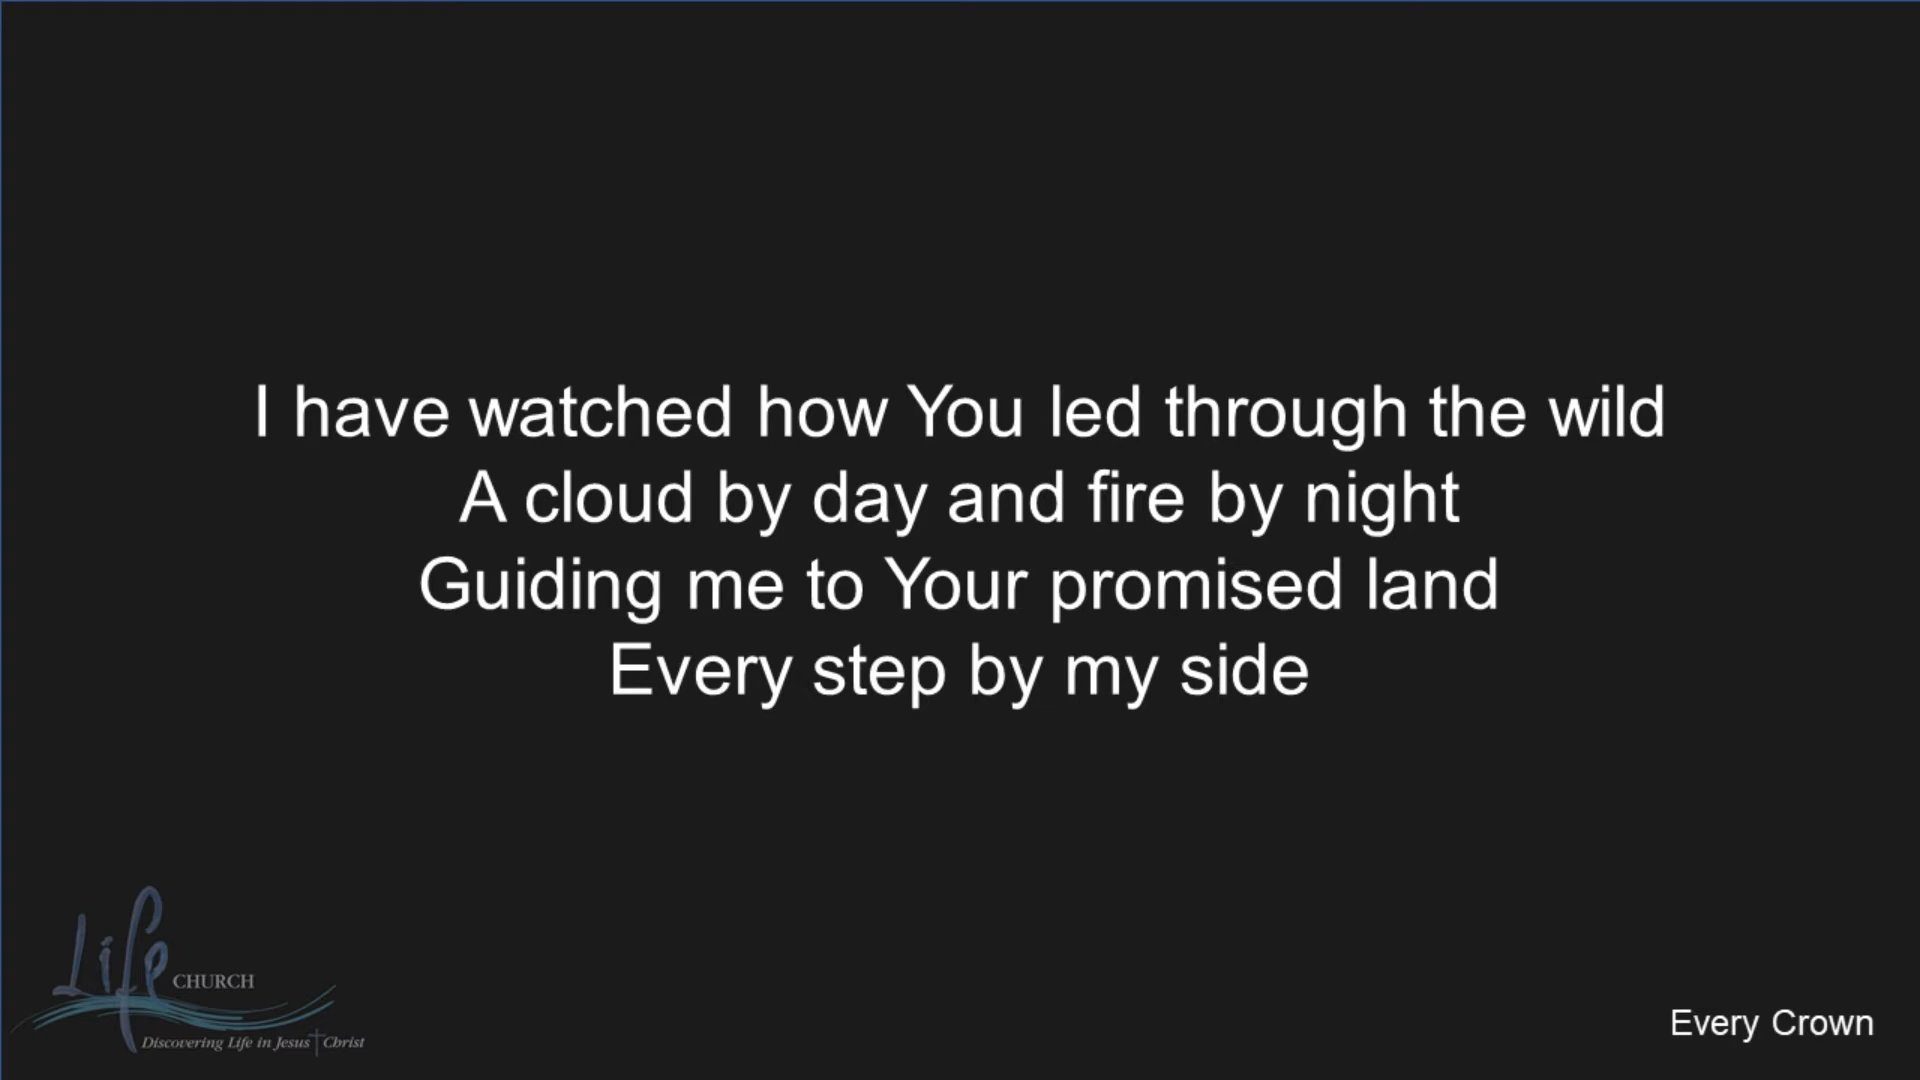 I have watched how You led through the wild
A cloud by day and fire by night
Guiding me to Your promised land
Every step by my side
Life CHURCH
Discovering Life in Jesus Christ
Every Crown